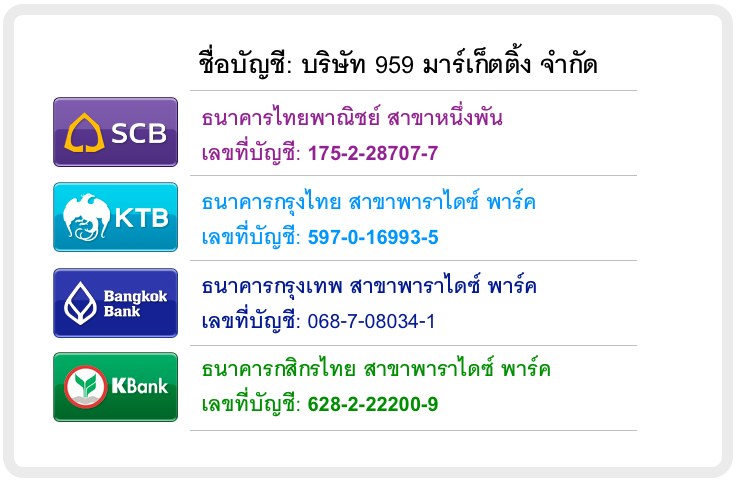 ชื่อบัญชี: บริษัท 959 มาร์เก็ตติ้ง จำกัด
SCB
ธนาคารไทยพาณิชย์ สาขาหนึ่งพัน
เลขที่บัญชี: 175-2-28707-7
KTB
ธนาคารกรุงไทย สาขาพาราไดซ์ พาร์ค
เลขที่บัญชี: 597-0-16993-5
Bangkok
Bank
ธนาคารกรุงเทพ สาขาพาราไดซ์ พาร์ค
เลขที่บัญชี: 068-7-08034-1
KBank
ธนาคารกสิกรไทย สาขาพาราไดซ์ พาร์ค
เลขที่บัญชี: 628-2-22200-9